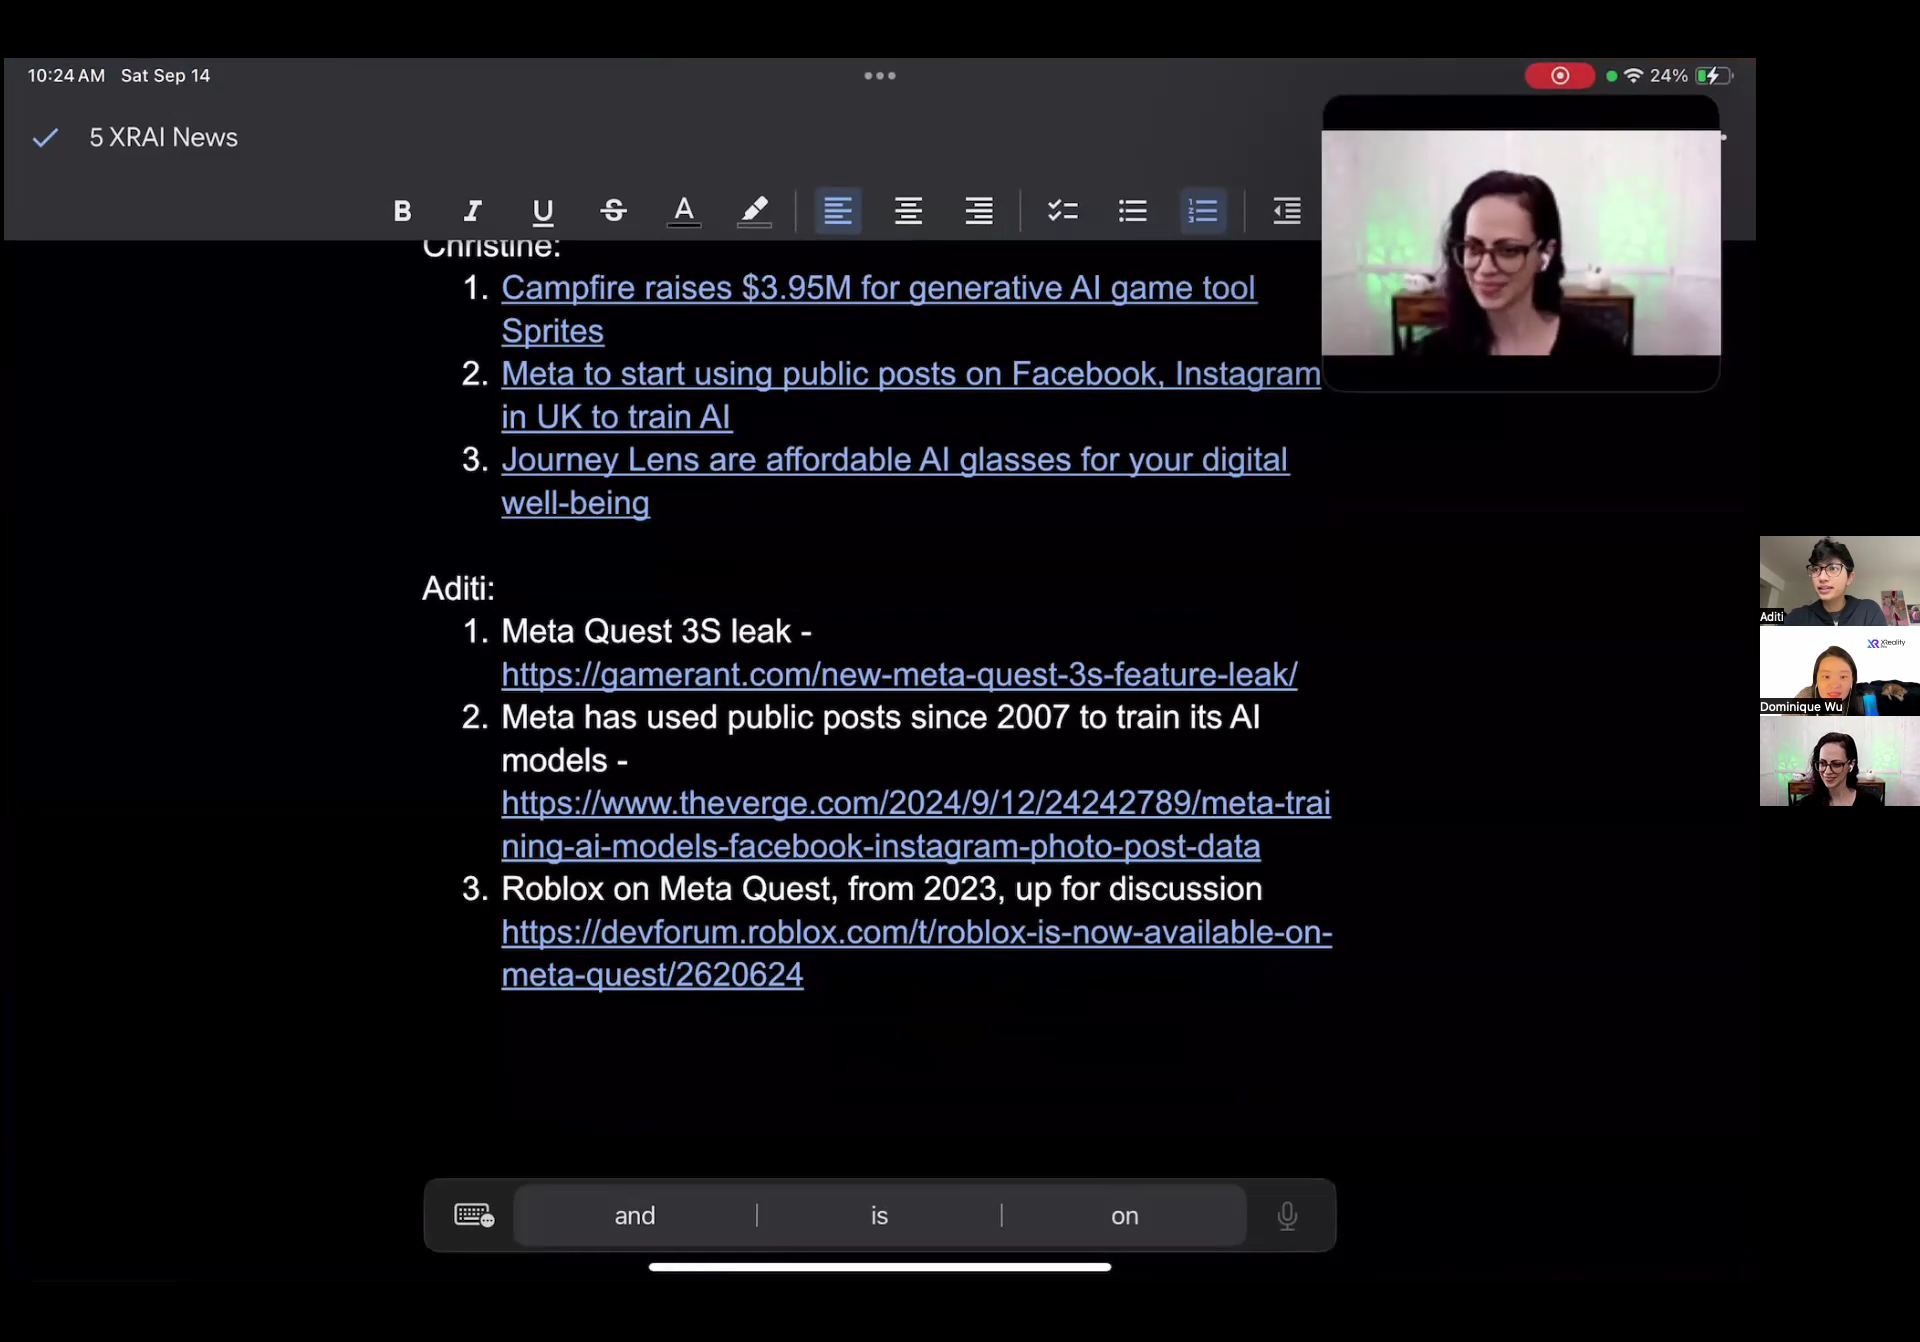 10:24 AM Sat Sep 14
24%
5 XRAI News
B I U S A
Christine:
1. Campfire raises $3.95M for generative AI game tool
Sprites
2. Meta to start using public posts on Facebook, Instagram
in UK to train AI
3. Journey Lens are affordable AI glasses for your digital
well-being
Aditi:
1. Meta Quest 3S leak -
https://gamerant.com/new-meta-quest-3s-feature-leak/
2. Meta has used public posts since 2007 to train its AI
models -
https://www.theverge.com/2024/9/12/24242789/meta-trai
ning-ai-models-facebook-instagram-photo-post-data
3. Roblox on Meta Quest, from 2023, up for discussion
https://devforum.roblox.com/t/roblox-is-now-available-on-
meta-quest/2620624
and is on
Aditi
XReality
Dominique Wu